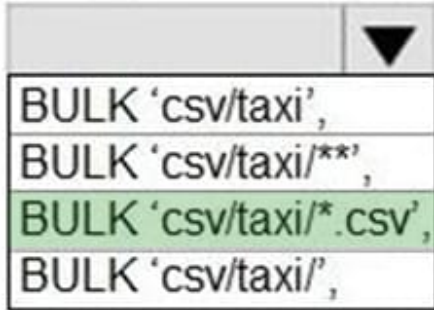 BULK ‘csv/taxi’,
BULK ‘csv/taxi/**’,
BULK ‘csv/taxi/*.csv’,
BULK ‘csv/taxi/’,